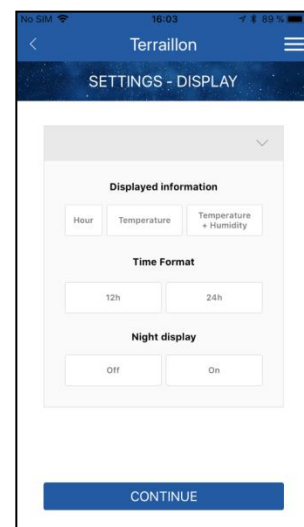 No SIM 16:03 89 %
Terraillon
SETTINGS - DISPLAY
Displayed information
Hour Temperature Temperature
+ Humidity
Time Format
12h 24h
Night display
Off On
CONTINUE